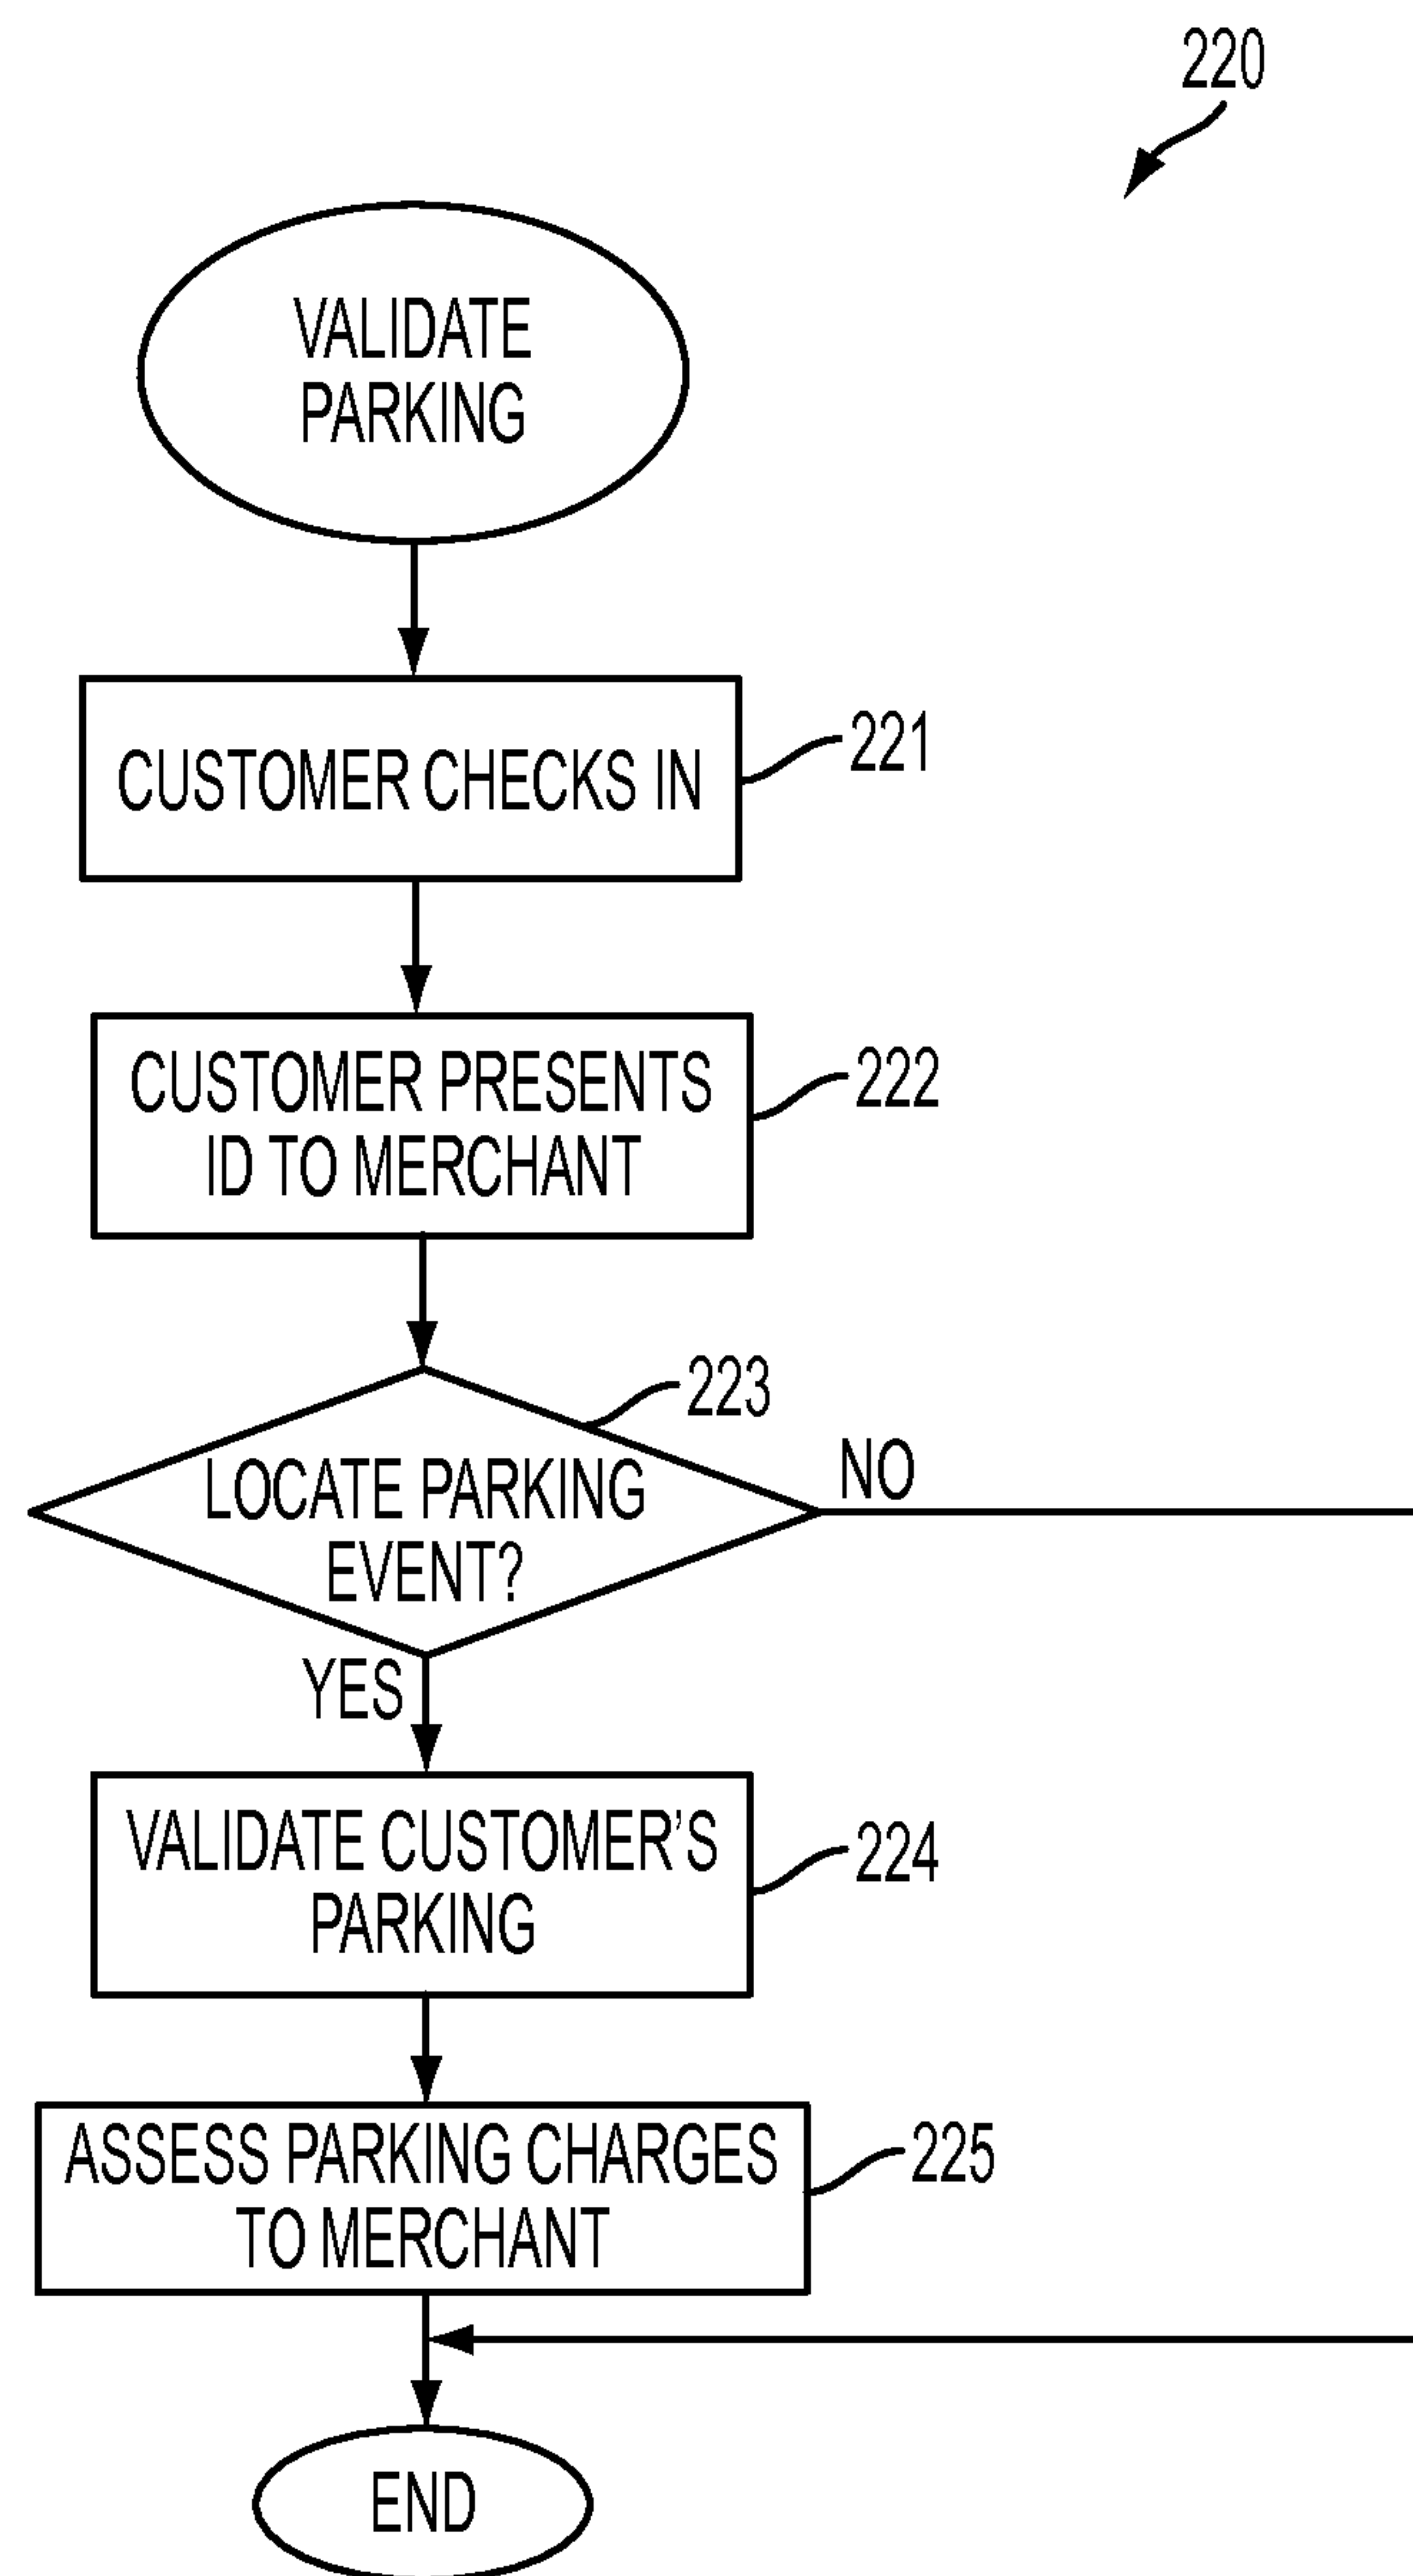 220
VALIDATE
PARKING
CUSTOMER CHECKS IN
221
CUSTOMER PRESENTS
ID TO MERCHANT
222
223
LOCATE PARKING
EVENT?
NO
YES
VALIDATE CUSTOMER'S
PARKING
224
ASSESS PARKING CHARGES
TO MERCHANT
225
END